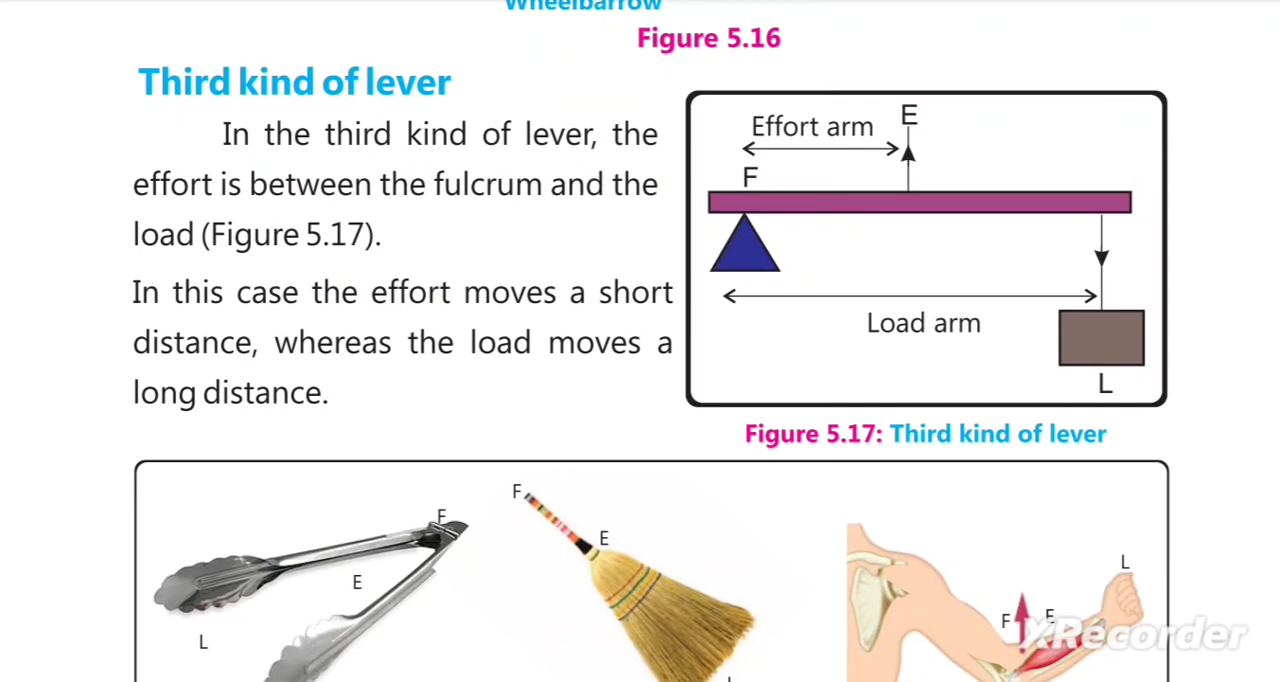 Wheelbarrow
Figure 5.16
Third kind of lever
In the third kind of lever, the
effort is between the fulcrum and the
load (Figure 5.17).
In this case the effort moves a short
distance, whereas the load moves a
long distance.
Effort arm
E
F
Load arm
L
Figure 5.17: Third kind of lever
F
E
L
F
E
F
E
L
XRecorder